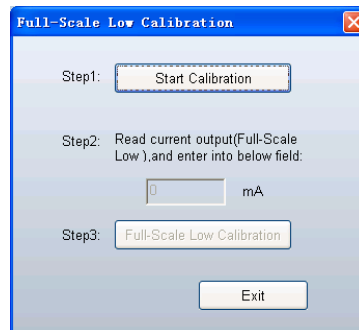 Full-Scale Low Calibration
Step1: Start Calibration
Step2: Read current output(Full-Scale
Low ),and enter into below field:
0 mA
Step3: Full-Scale Low Calibration
Exit